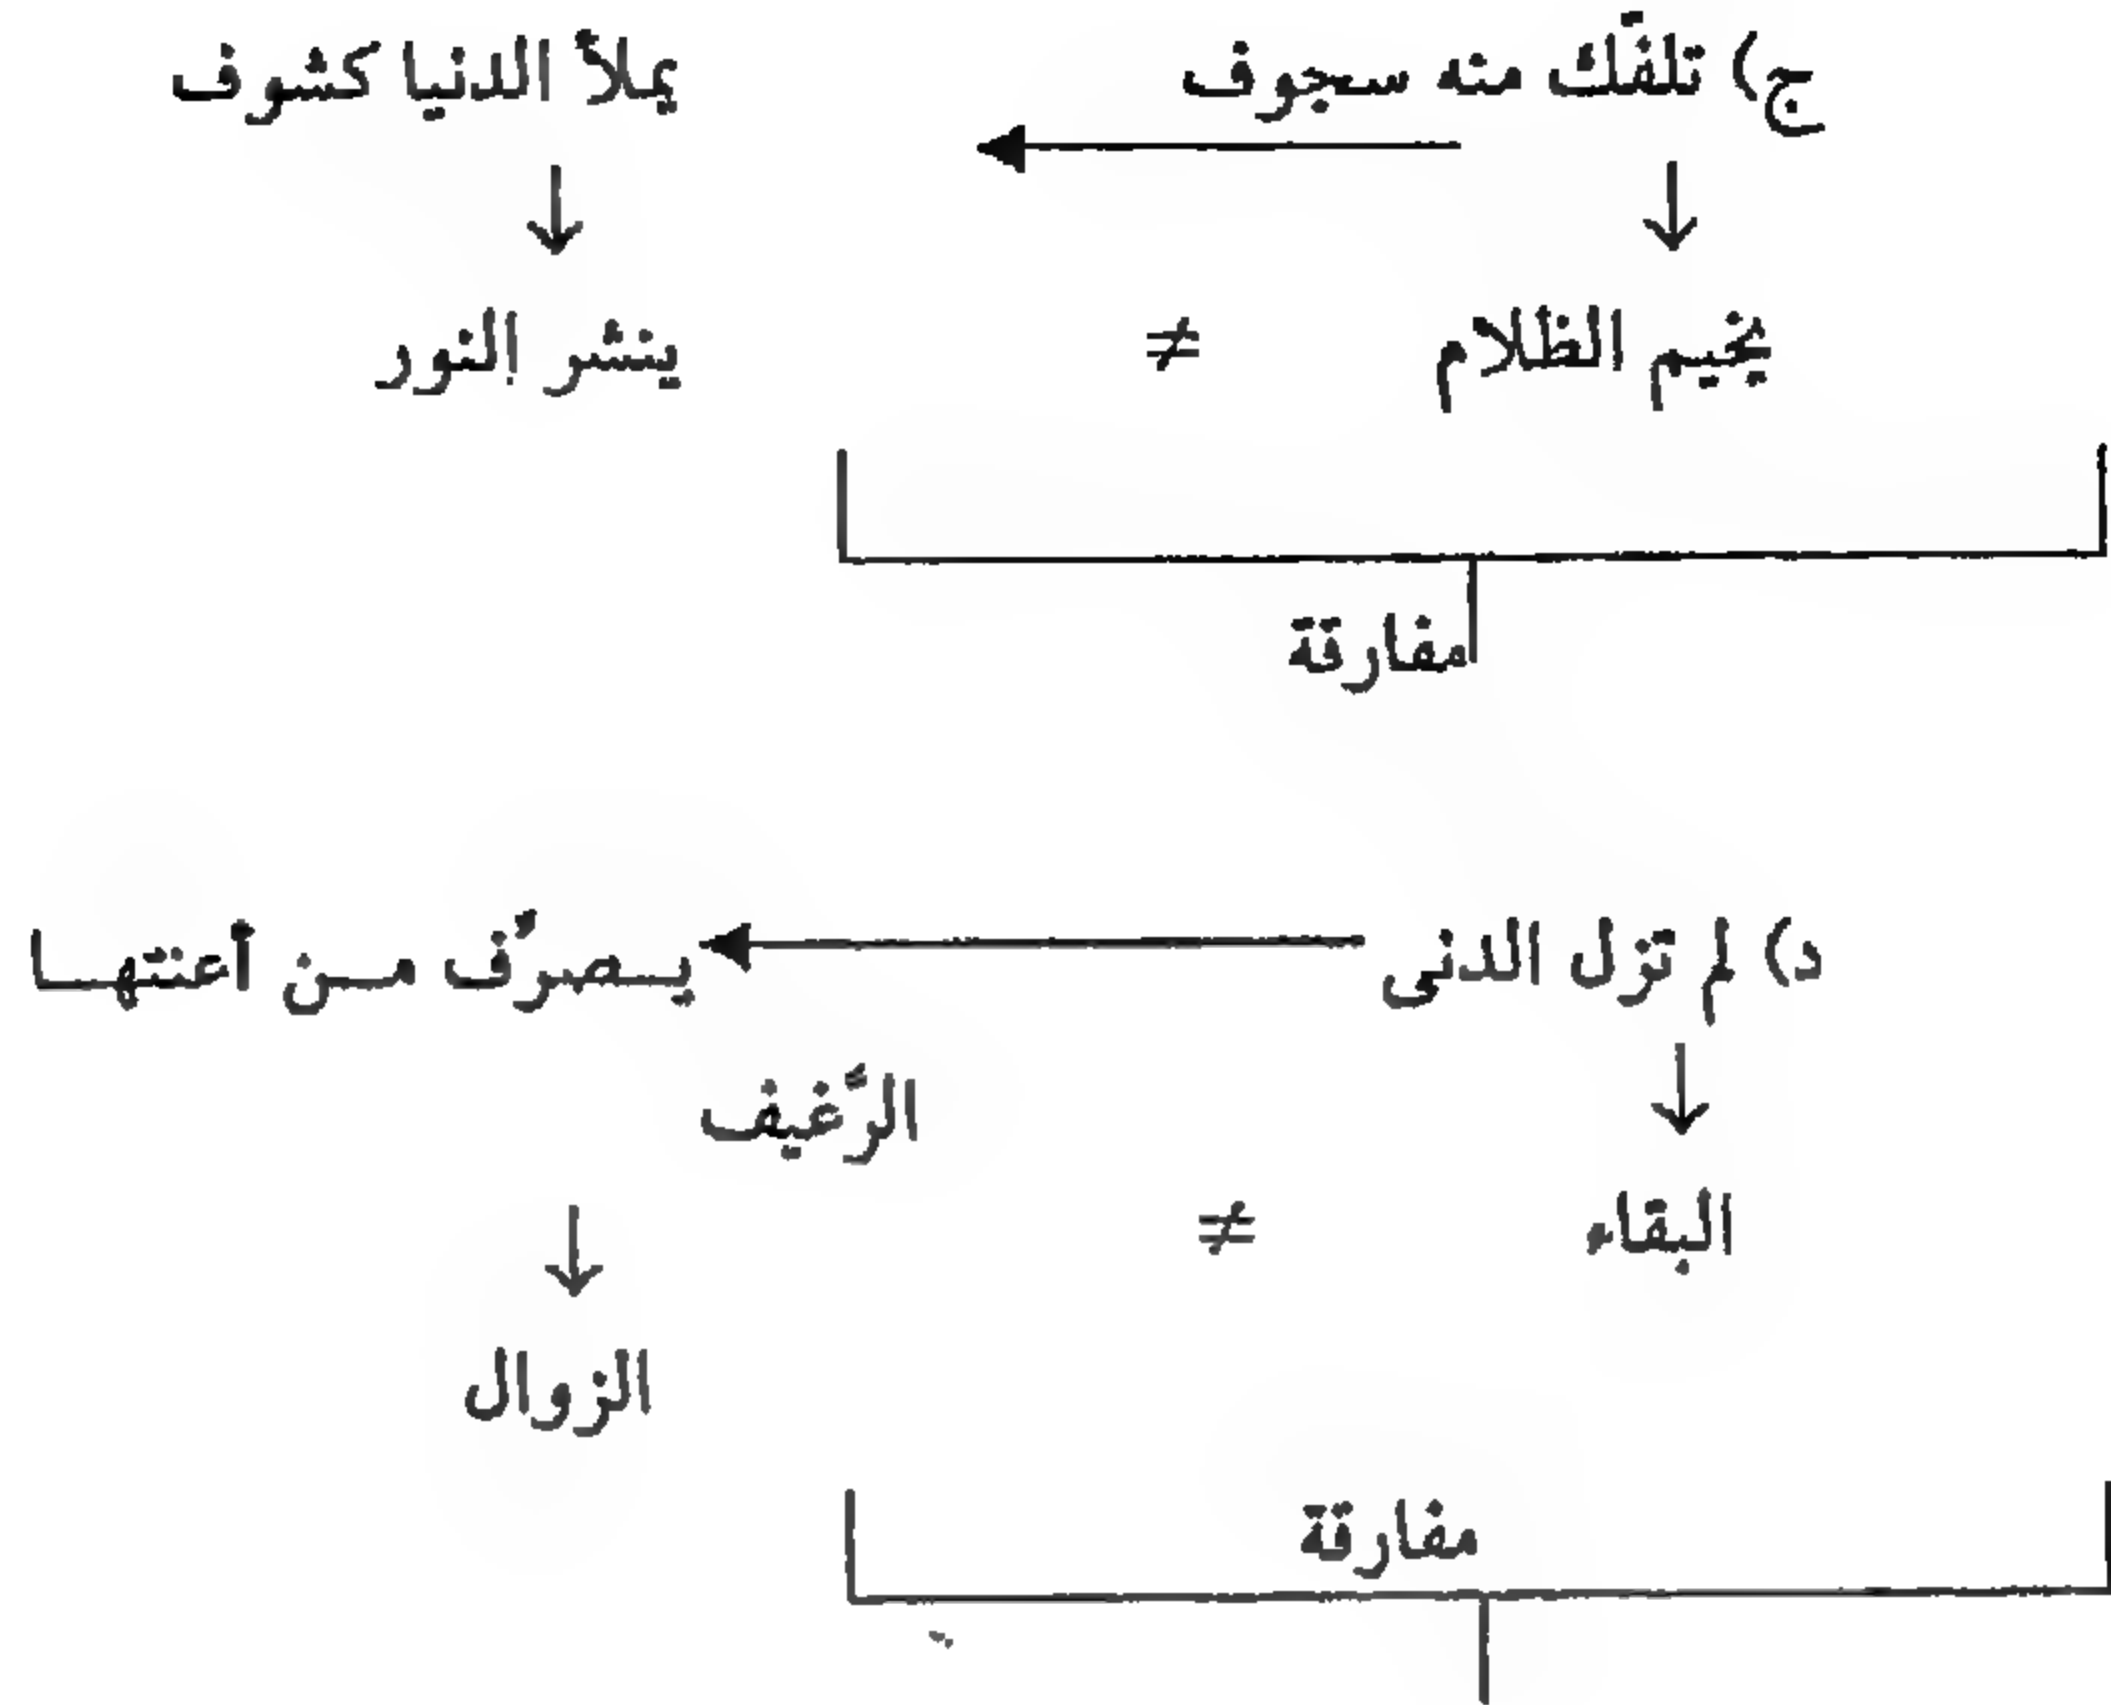 ج) تلفّك منه سجوف يملأ الدنيا كشوف
يخيم الظلام ≠ ينشر النور
مفارقة
د) لم تزل الدنى يـصرّف مـن أعنتهـا
الرّغيف
البقاء ≠
الزوال
مفارقة